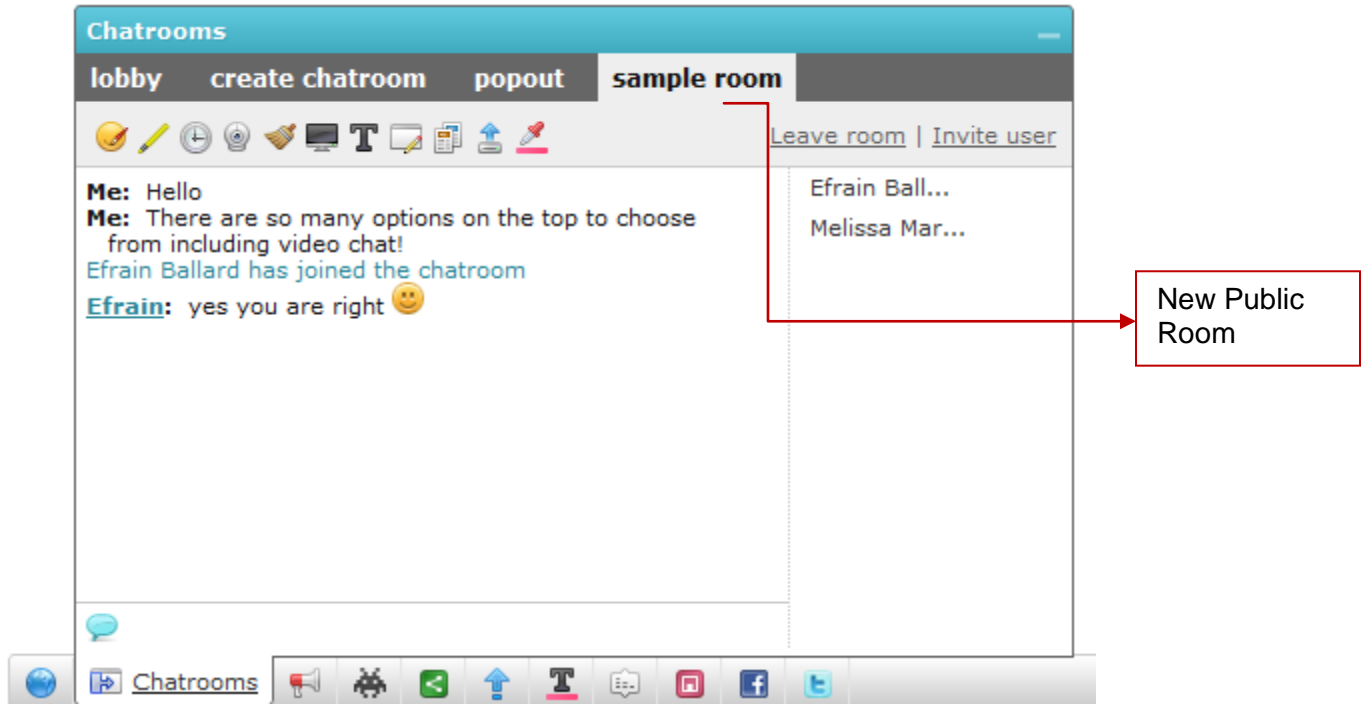 Chatrooms
lobby create chatroom popout sample room
Leave room | Invite user
Me: Hello
Me: There are so many options on the top to choose
from including video chat!
Efrain Ballard has joined the chatroom
Efrain: yes you are right
Efrain Ball...
Melissa Mar...
New Public
Room
Chatrooms